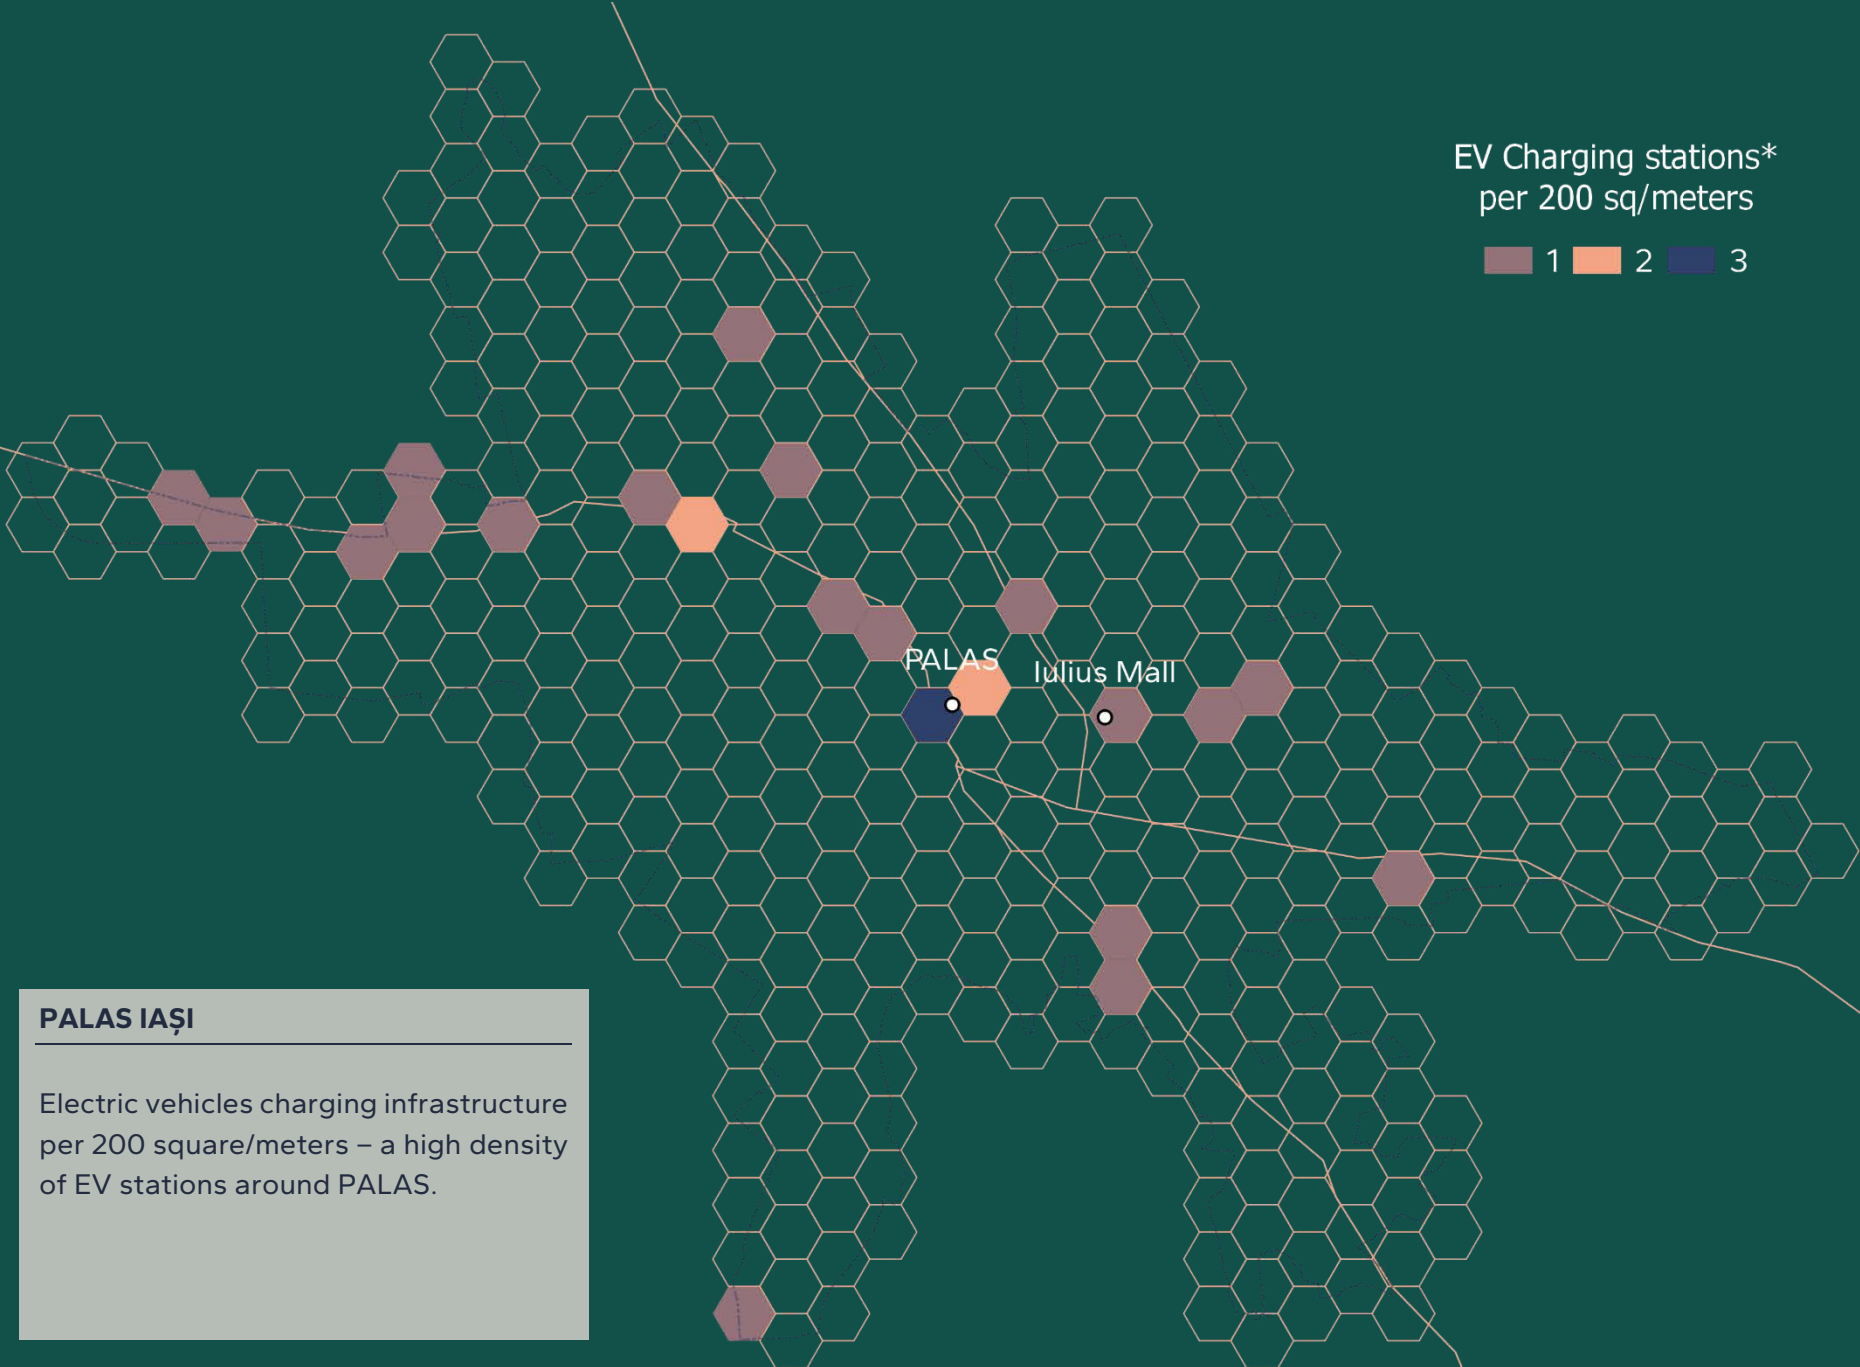 EV Charging stations*
per 200 sq/meters
1 2 3
PALAS
Iulius Mall
PALAS IAȘI
Electric vehicles charging infrastructure
per 200 square/meters – a high density
of EV stations around PALAS.